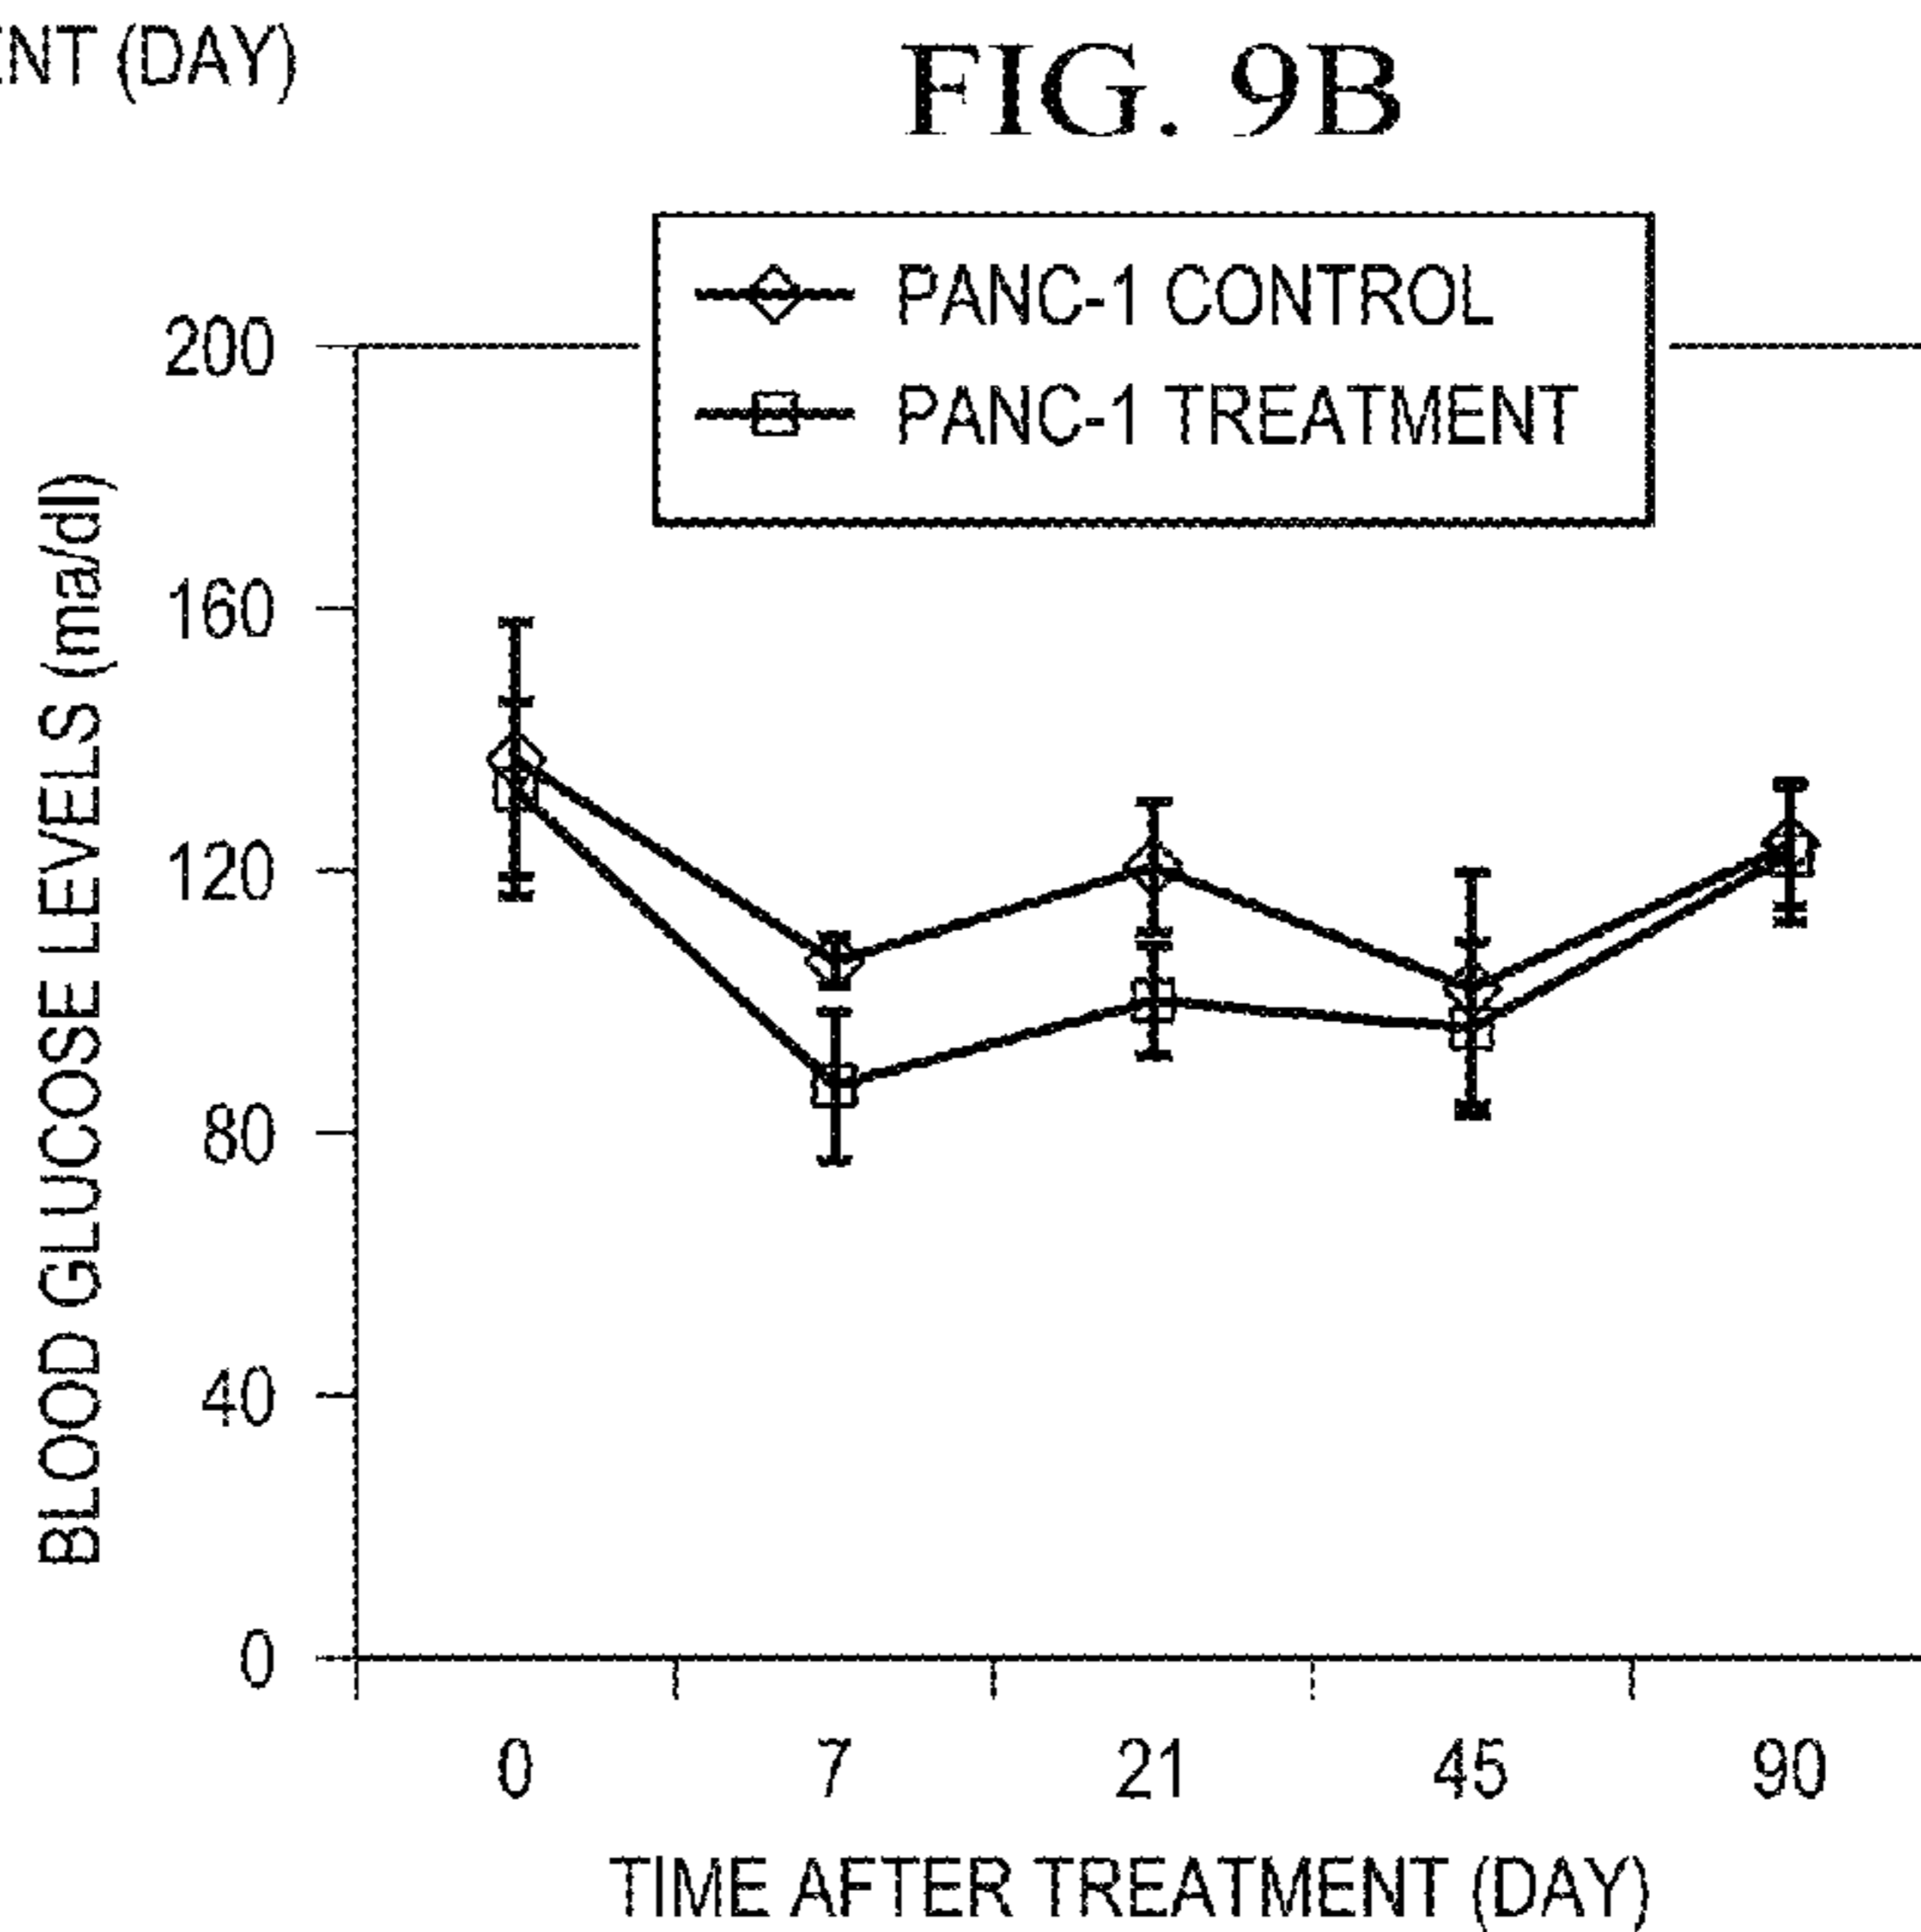 ENT (DAY)
FIG. 9B
PANC-1 CONTROL
PANC-1 TREATMENT
BLOOD GLUCOSE LEVELS (ma/dl)
200
160
120
80
40
0
0 7 21 45 90
TIME AFTER TREATMENT (DAY)